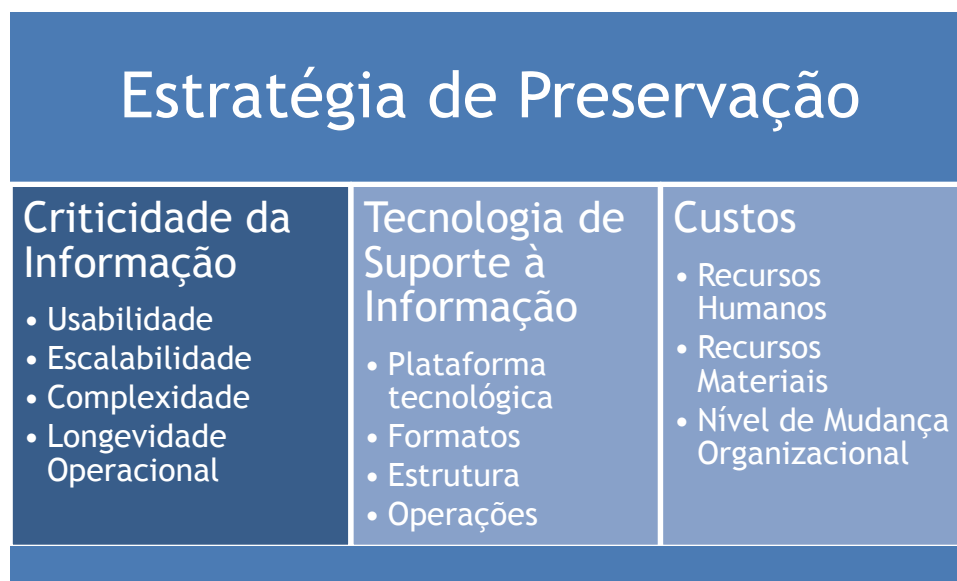 Estratégia de Preservação
Criticidade da
Informação
• Usabilidade
• Escalabilidade
• Complexidade
• Longevidade
Operacional
Tecnologia de
Suporte à
Informação
• Plataforma
tecnológica
• Formatos
• Estrutura
• Operações
Custos
• Recursos
Humanos
• Recursos
Materiais
• Nível de Mudança
Organizacional